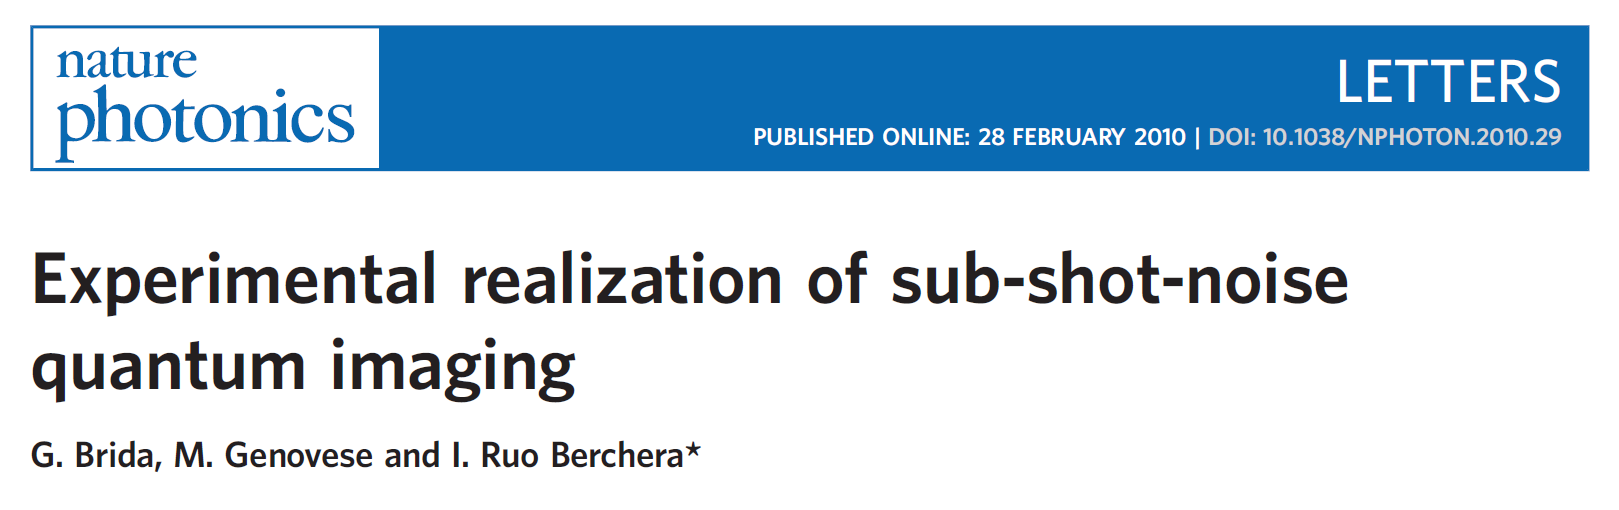 nature
photonics
LETTERS
PUBLISHED ONLINE: 28 FEBRUARY 2010 | DOI: 10.1038/NPHOTON.2010.29
Experimental realization of sub-shot-noise
quantum imaging
G. Brida, M. Genovese and I. Ruo Berchera*